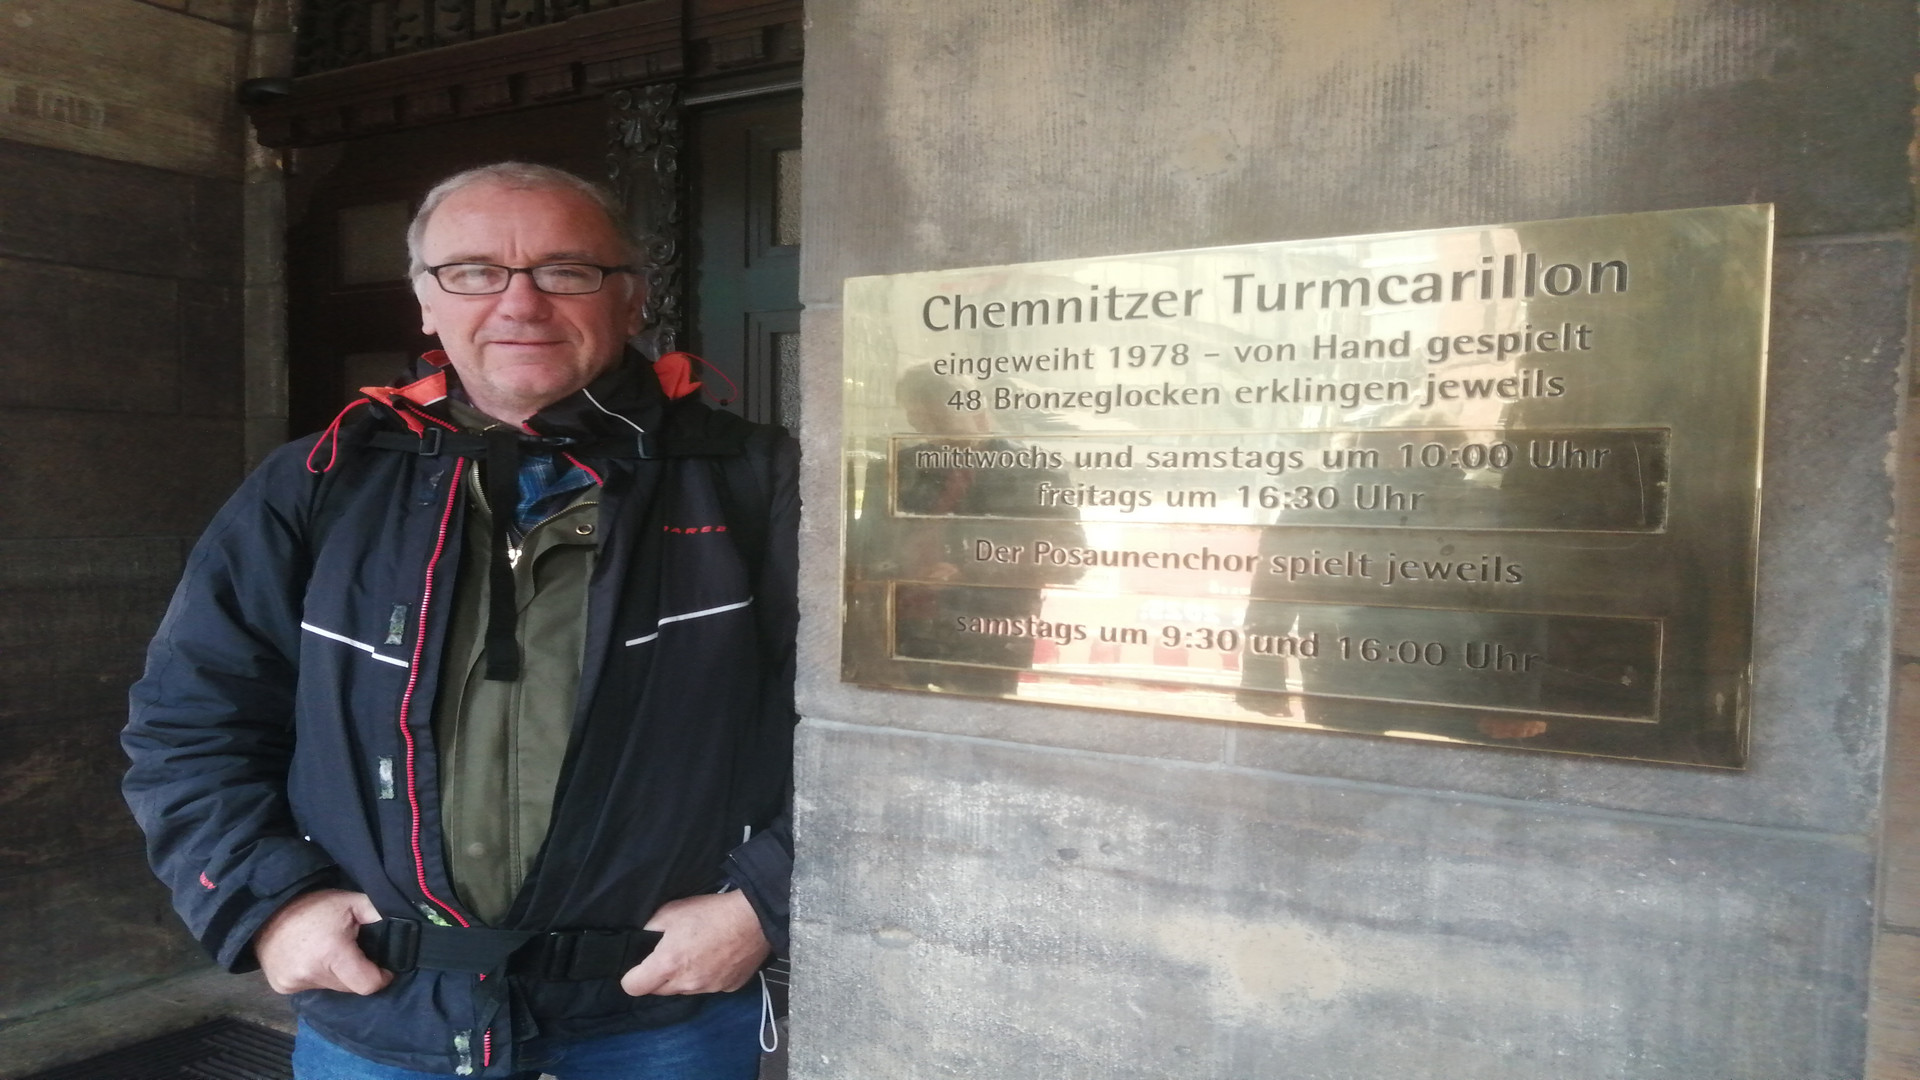 Chemnitzer Turmcarillon
eingeweiht 1978 – von Hand gespielt
48 Bronzeglocken erklingen jeweils
mittwochs und samstags um 10:00 Uhr
freitags um 16:30 Uhr
Der Posaunenchor spielt jeweils
samstags um 9:30 und 16:00 Uhr